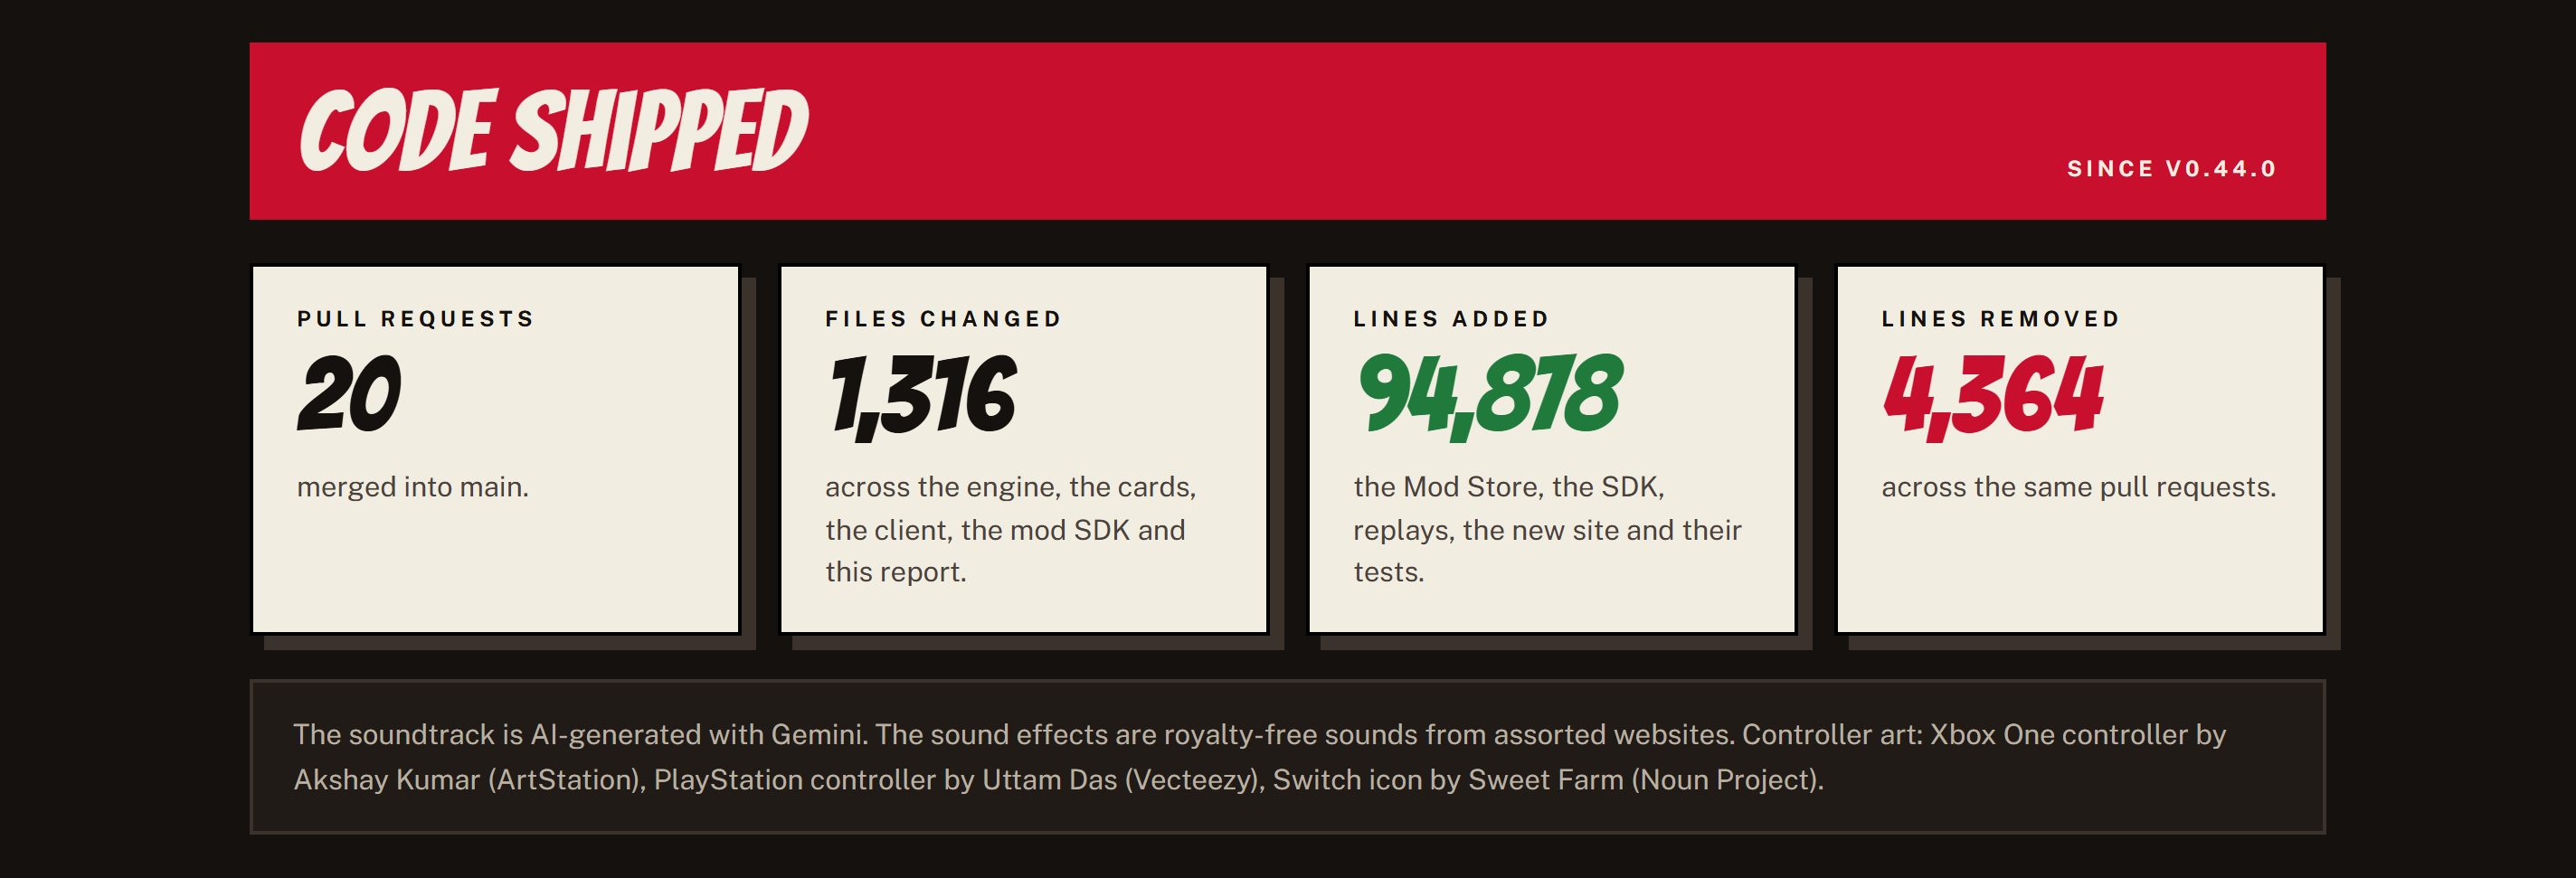 CODE SHIPPED
SINCE V0.44.0
PULL REQUESTS
20
merged into main.
FILES CHANGED
1,316
across the engine, the cards,
the client, the mod SDK and
this report.
LINES ADDED
94,878
the Mod Store, the SDK,
replays, the new site and their
tests.
LINES REMOVED
4,364
across the same pull requests.
The soundtrack is AI-generated with Gemini. The sound effects are royalty-free sounds from assorted websites. Controller art: Xbox One controller by
Akshay Kumar (ArtStation), PlayStation controller by Uttam Das (Vecteezy), Switch icon by Sweet Farm (Noun Project).